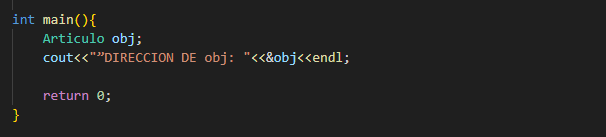 int main(){
Articulo obj;
cout<<"”DIRECCION DE obj: "<<&obj<<endl;
return 0;
}